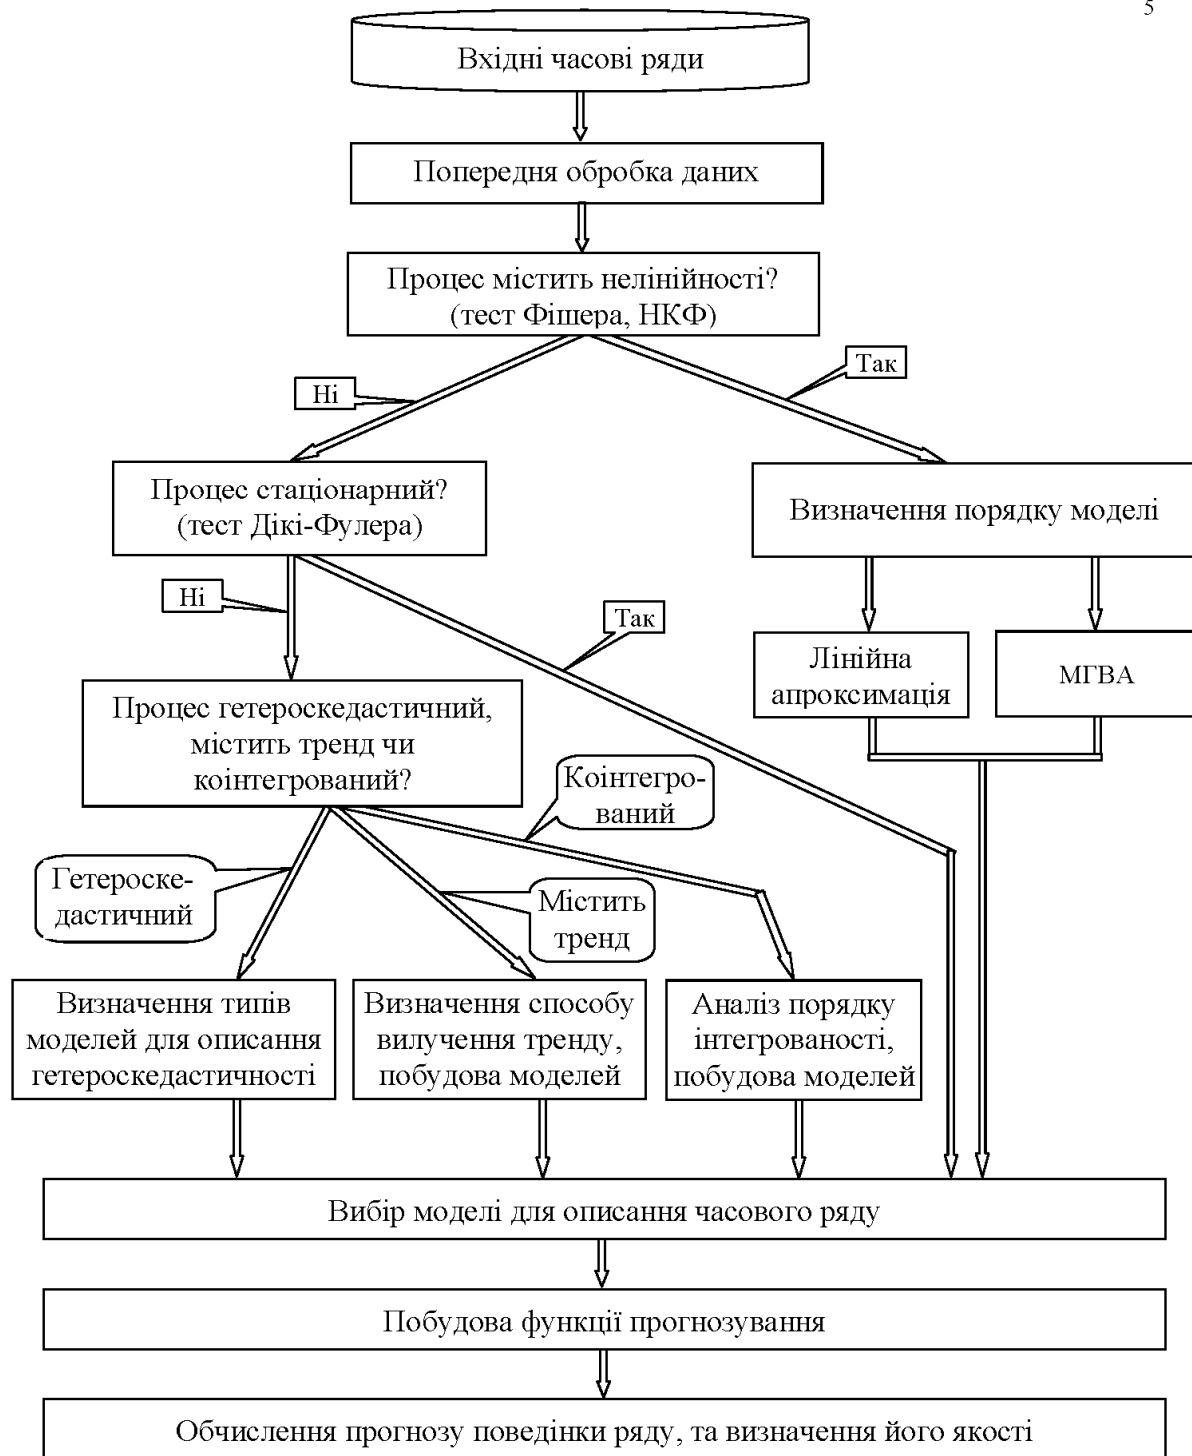 5
Вхідні часові ряди
Попередня обробка даних
Процес містить нелінійності?
(тест Фішера, НКФ)
Ні
Так
Процес стаціонарний?
(тест Дікі-Фулера)
Визначення порядку моделі
Ні
Так
Лінійна
апроксимація
МГВА
Процес гетероскедастичний,
містить тренд чи
коінтегрований?
Коінтегро-
ваний
Гетероске-
дастичний
Містить
тренд
Визначення типів
моделей для описання
гетероскедастичності
Визначення способу
вилучення тренду,
побудова моделей
Аналіз порядку
інтегрованості,
побудова моделей
Вибір моделі для описання часового ряду
Побудова функції прогнозування
Обчислення прогнозу поведінки ряду, та визначення його якості